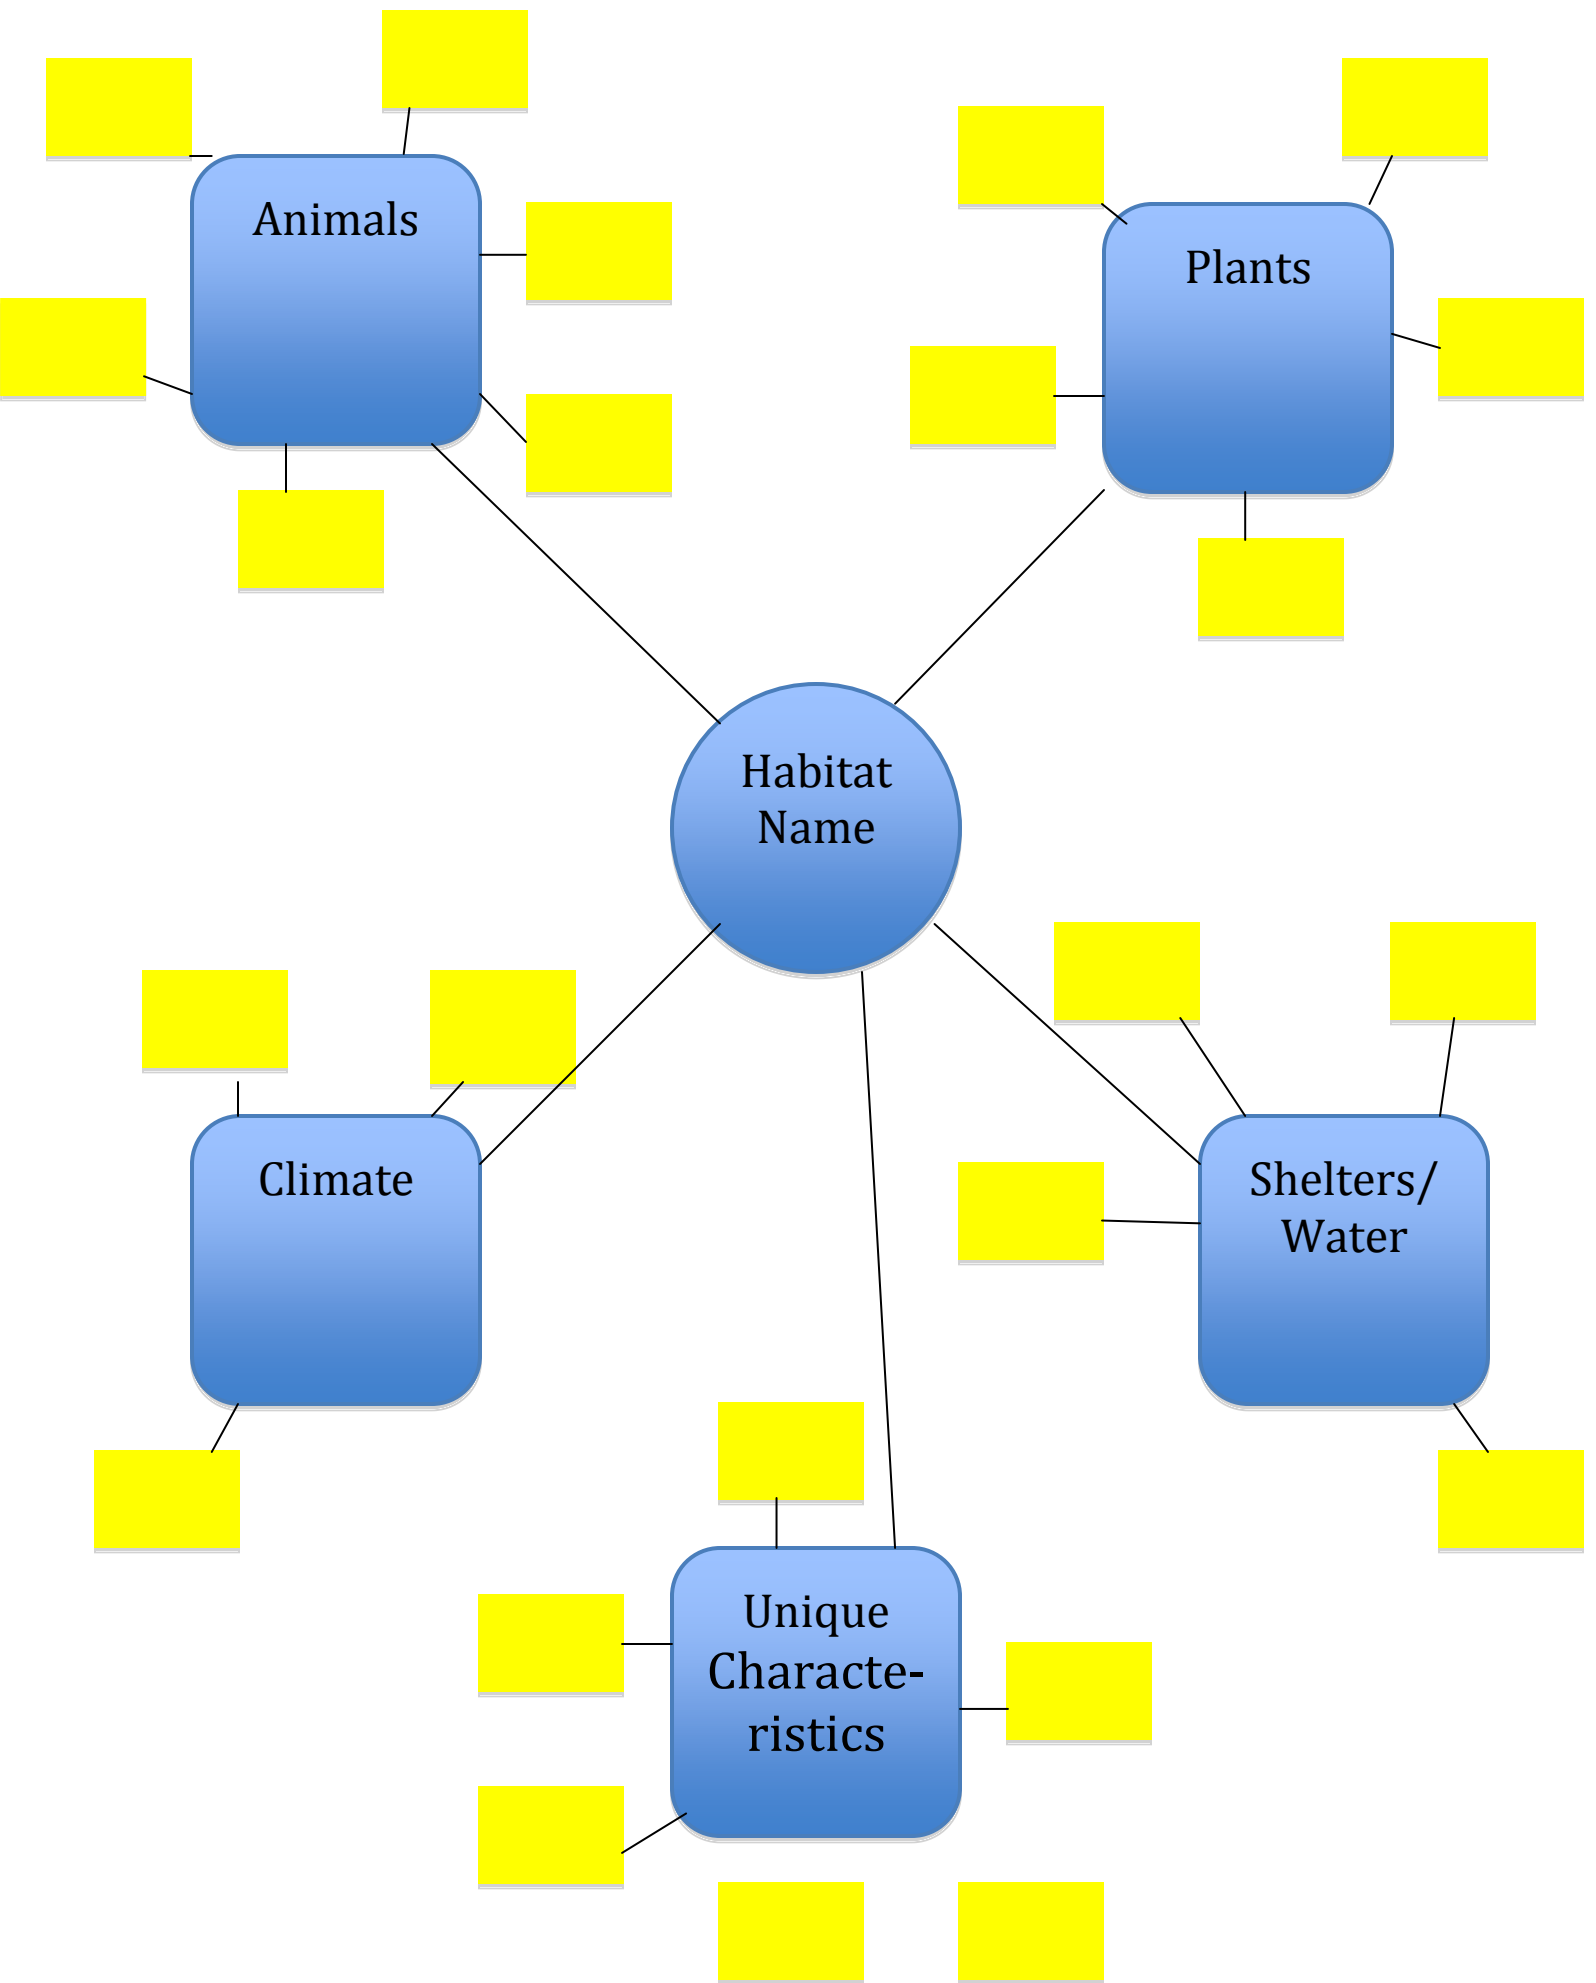 Animals
Plants
Habitat
Name
Climate
Shelters/
Water
Unique
Characte-
ristics